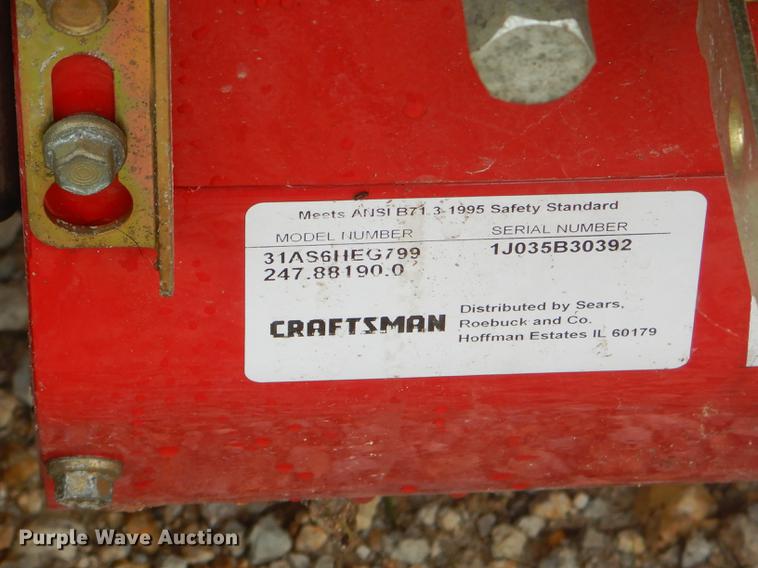 Meets ANSI B71.3-1995 Safety Standard
MODEL NUMBER SERIAL NUMBER
31AS6HEG799 1J035B30392
247.88190.0
CRAFTSMAN
Distributed by Sears,
Roebuck and Co.
Hoffman Estates IL 60179
Purple Wave Auction